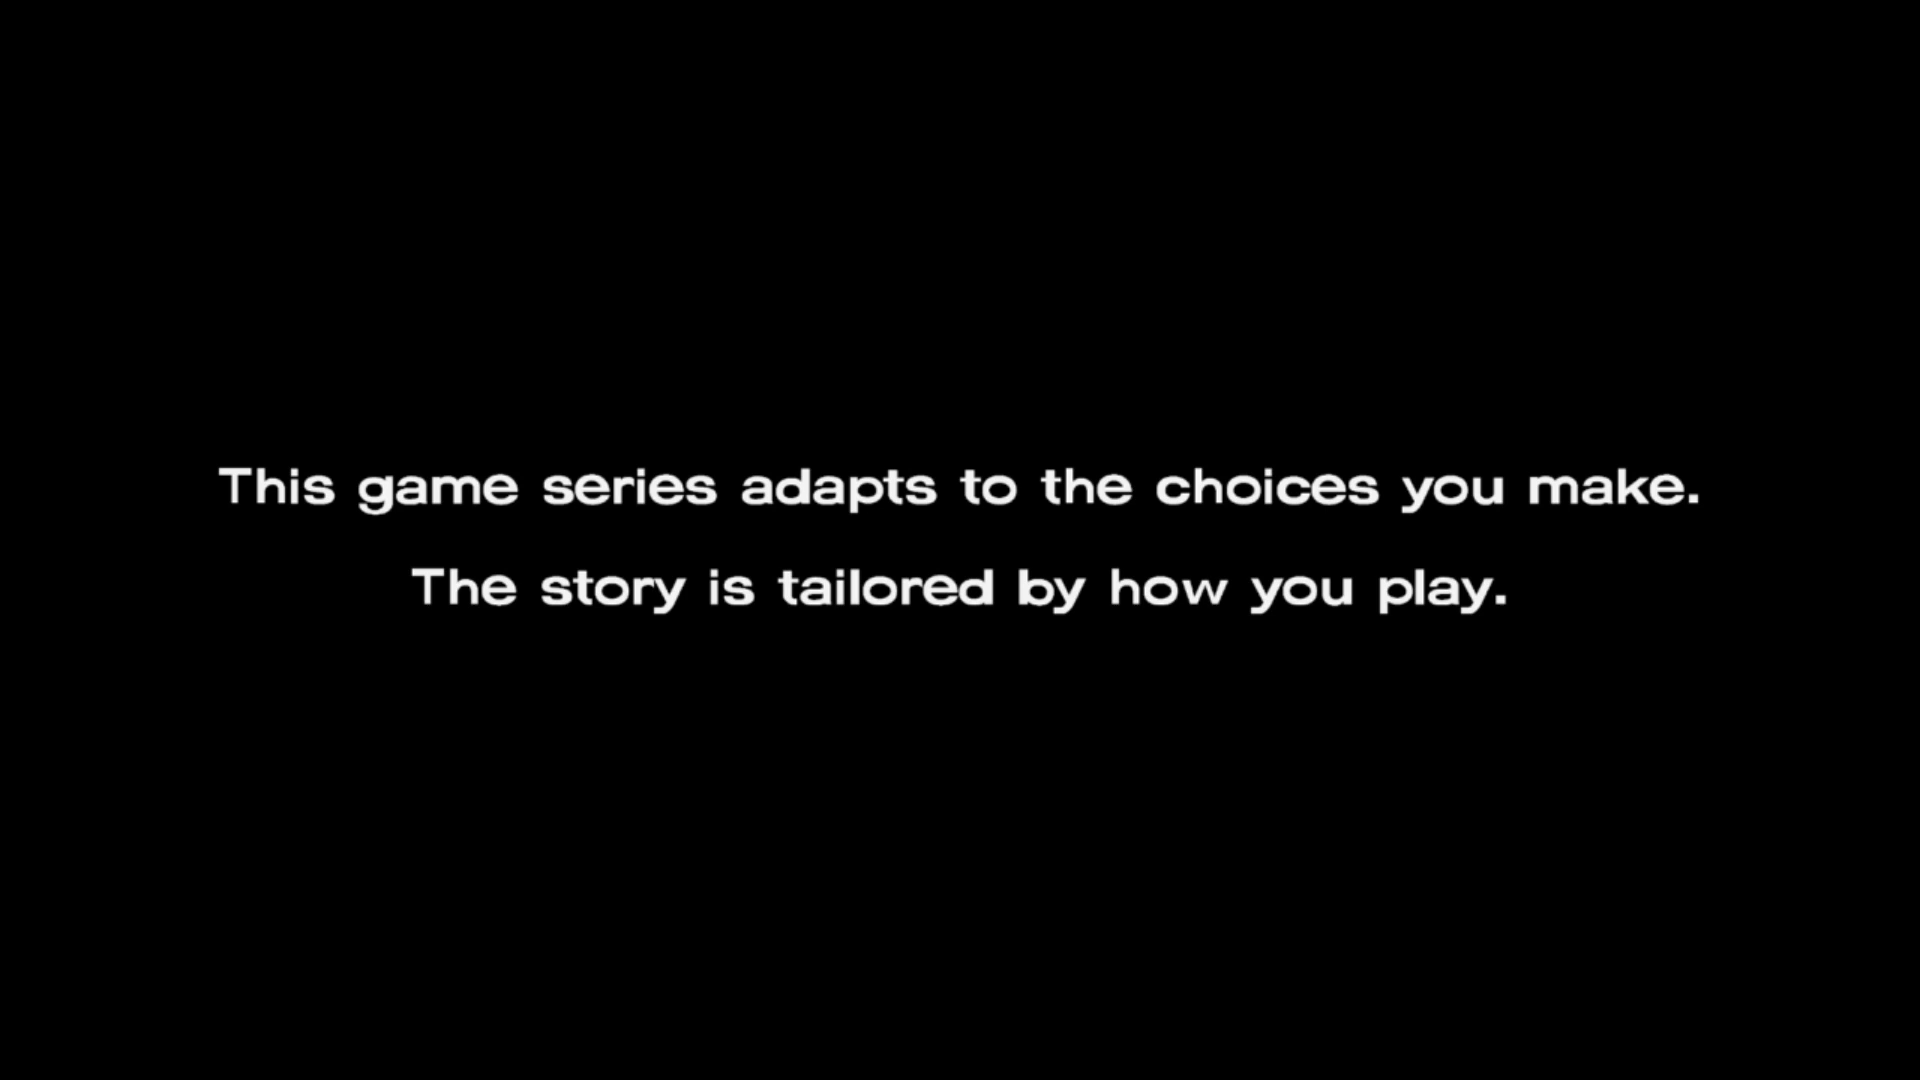 This game series adapts to the choices you make.
The story is tailored by how you play.